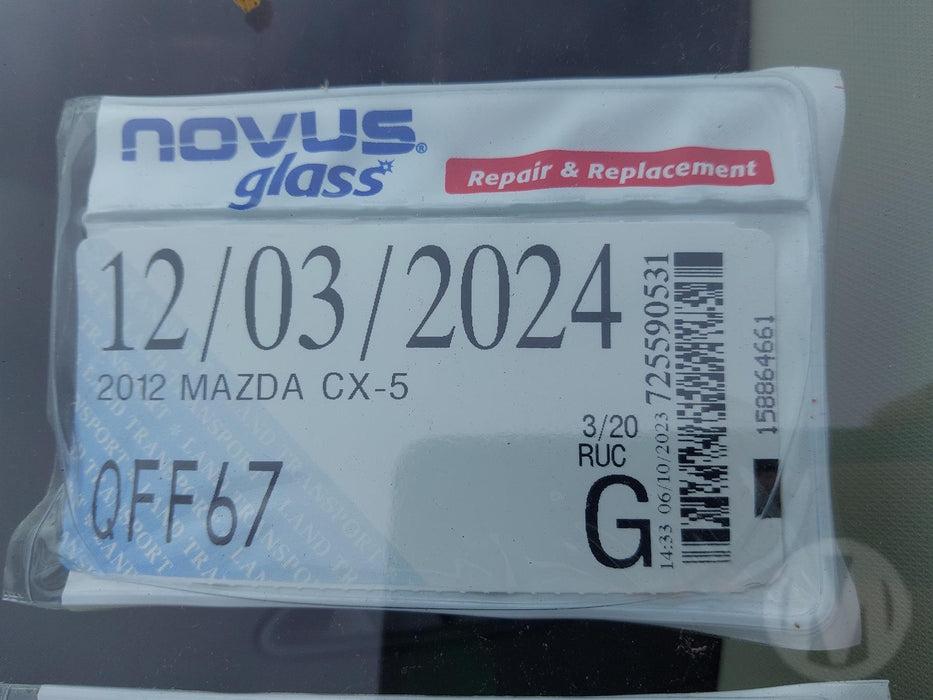 novus®
glass
Repair & Replacement
12/03/2024
2012 MAZDA CX-5
QFF67
3/20
RUC
G
14:33 06/10/2023 725590531
158864661